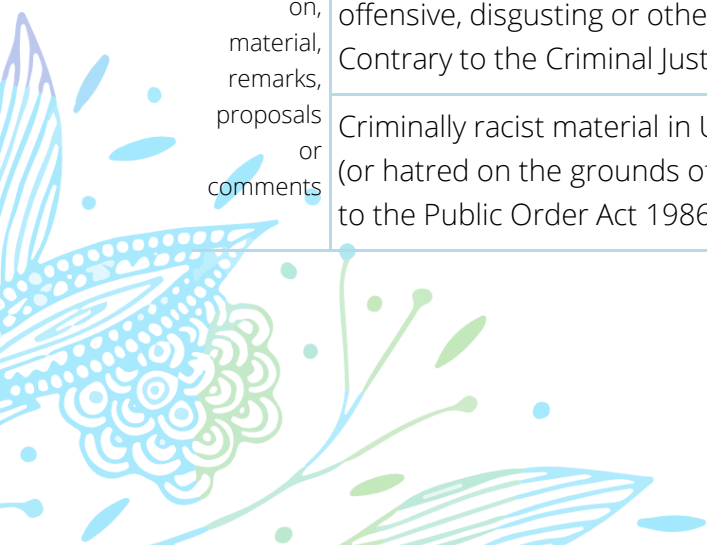 on,
material,
remarks,
proposals
or
comments
offensive, disgusting or othe
Contrary to the Criminal Just
Criminally racist material in U
(or hatred on the grounds of
to the Public Order Act 1986